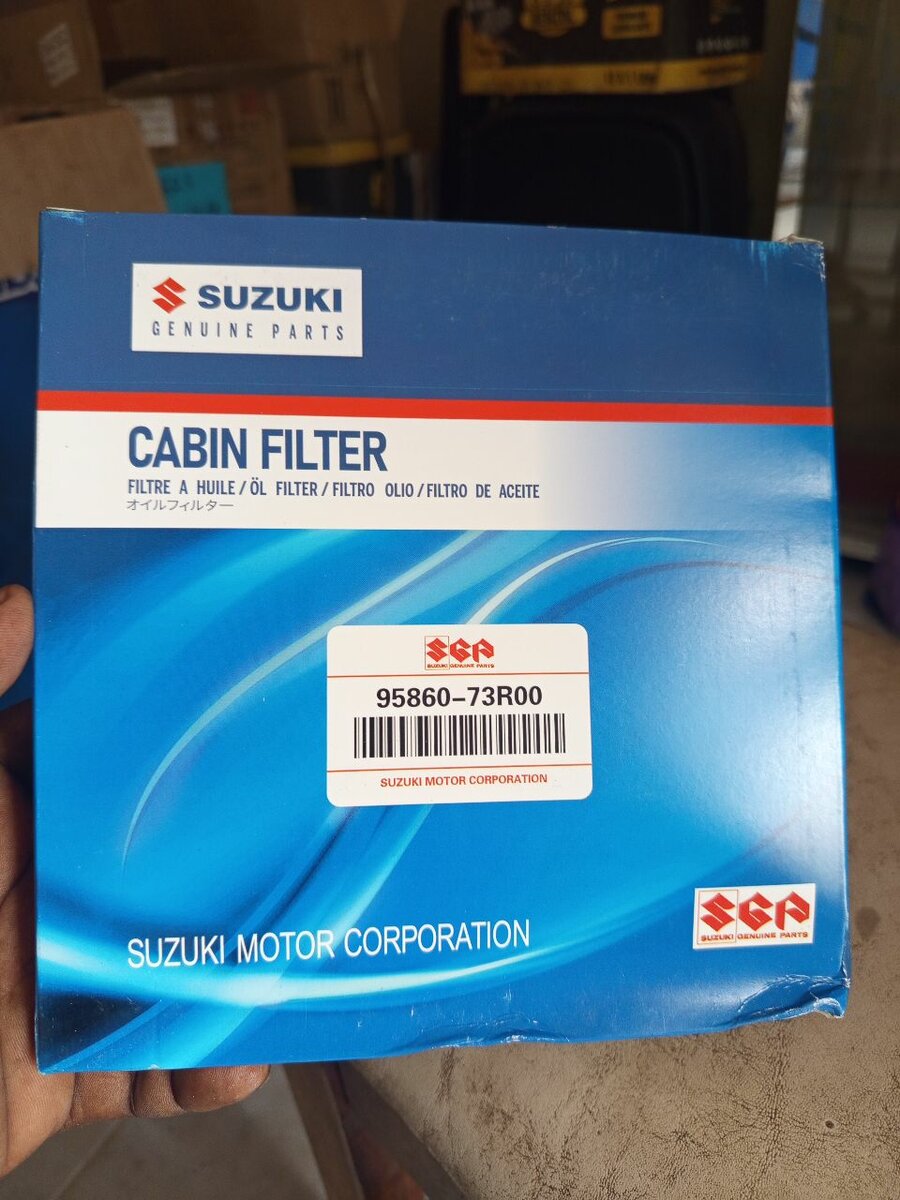 SUZUKI
GENUINE PARTS
CABIN FILTER
FILTRE A HUILE/ÖL FILTER/FILTRO OLIO/FILTRO DE ACEITE
オイルフィルター
SGP
SUZUKI GENUINE PARTS
95860-73R00
SUZUKI MOTOR CORPORATION
SUZUKI MOTOR CORPORATION
SGP
SUZUKI GENUINE PARTS